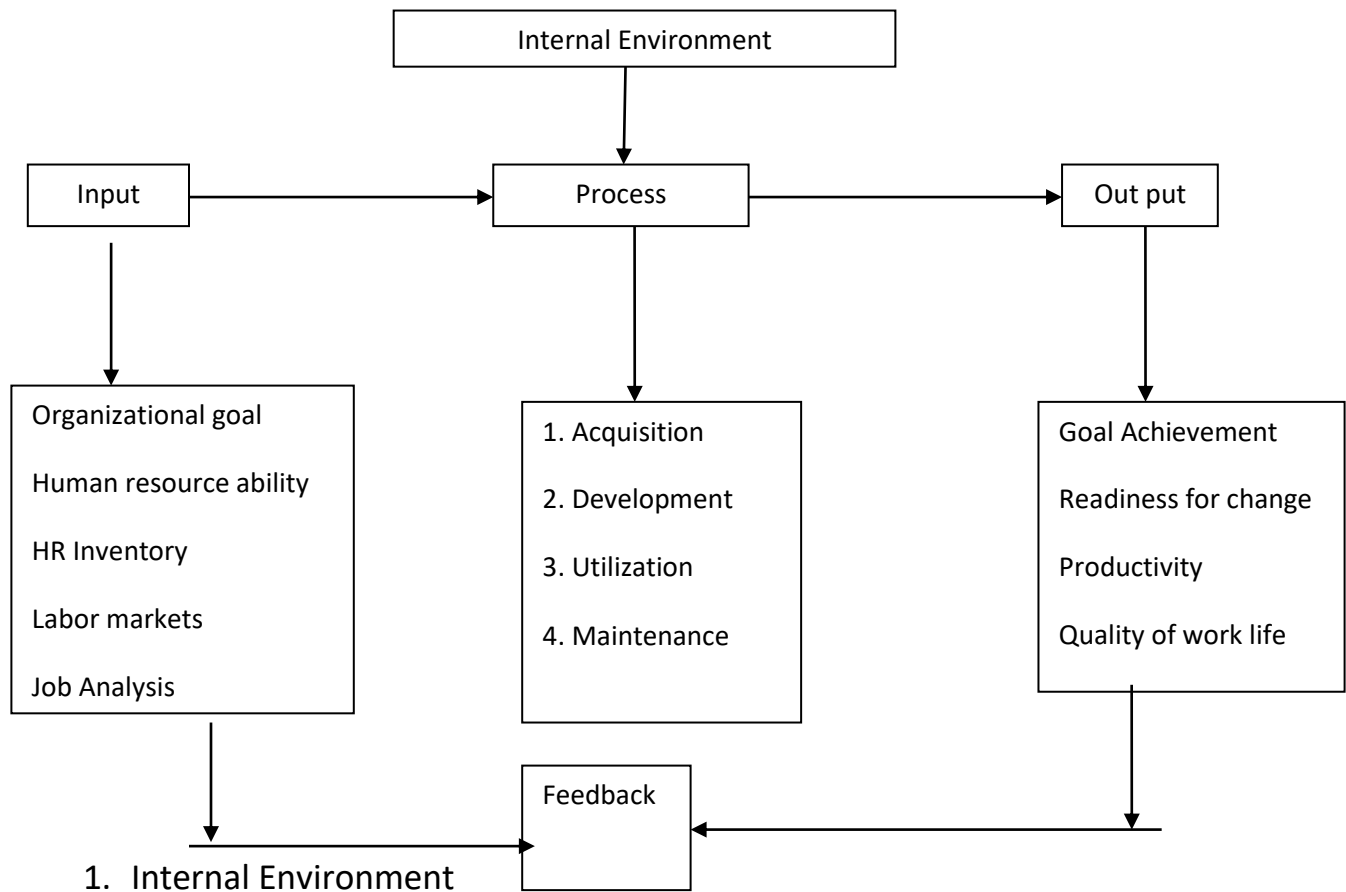 Internal Environment
Input
Process
Out put
Organizational goal
Human resource ability
HR Inventory
Labor markets
Job Analysis
1. Acquisition
2. Development
3. Utilization
4. Maintenance
Goal Achievement
Readiness for change
Productivity
Quality of work life
Feedback
1. Internal Environment